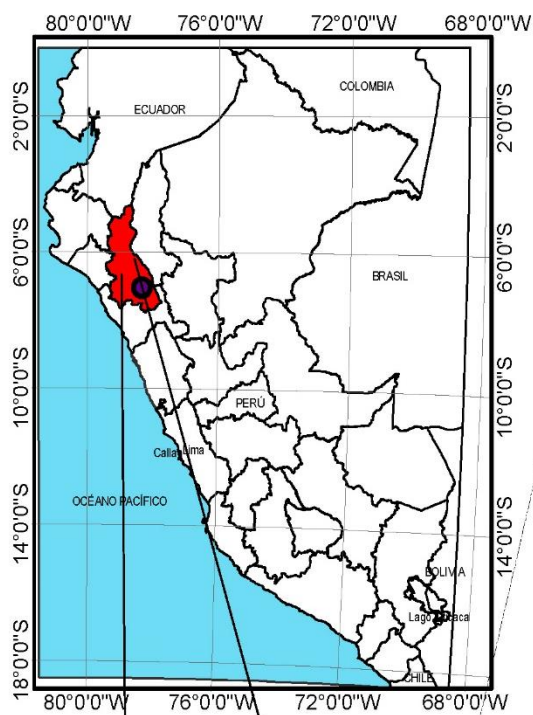 80°0'0"W 76°0'0"W 72°0'0"W 68°0'0"W
COLOMBIA
ECUADOR
2°0'0"S 2°0'0"S
6°0'0"S 6°0'0"S
BRASIL
10°0'0"S 10°0'0"S
PERÚ
Lima
OCÉANO PACÍFICO
14°0'0"S 14°0'0"S
BOLIVIA
Lago
18°0'0"S 18°0'0"S
CHILE
80°0'0"W 76°0'0"W 72°0'0"W 68°0'0"W